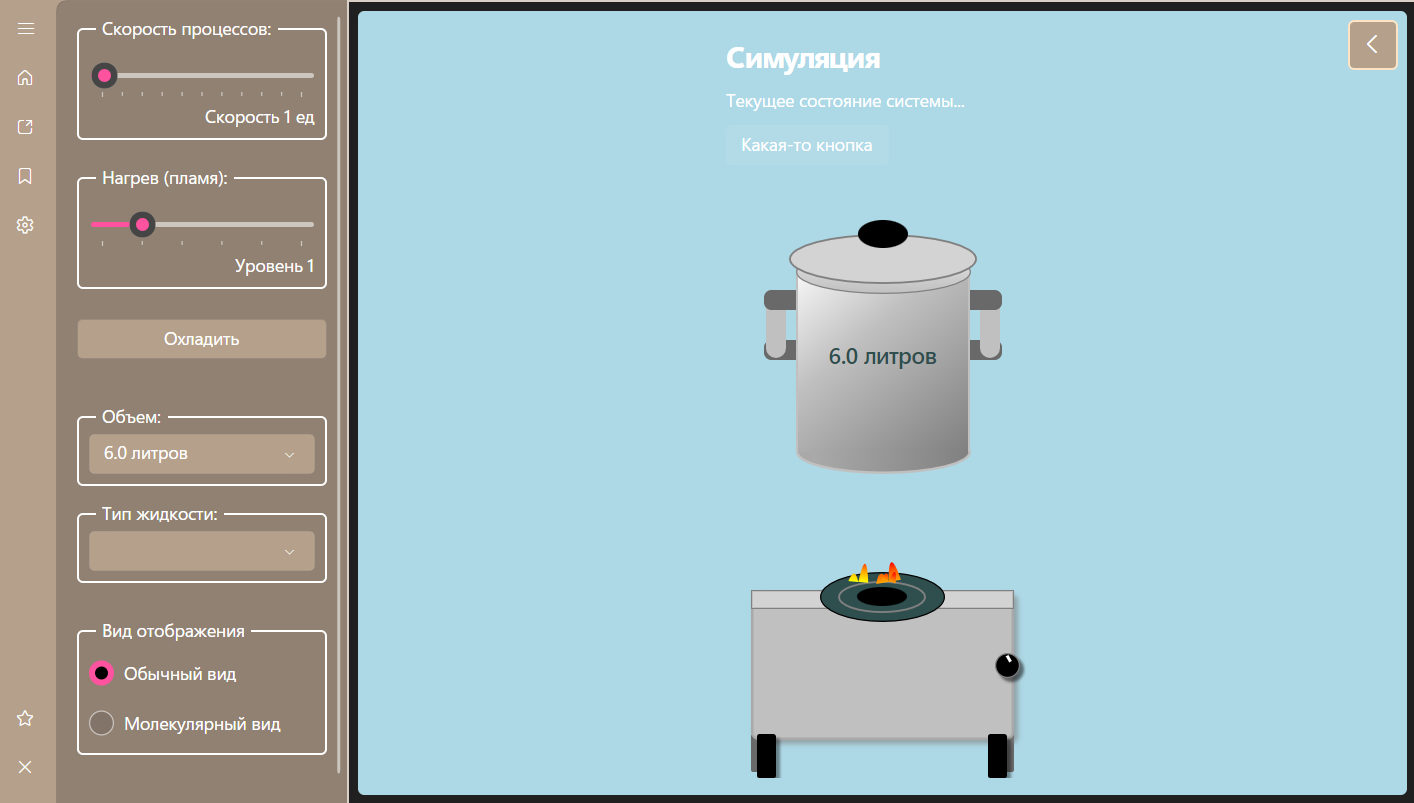 Скорость процессов:
Скорость 1 ед
Нагрев (пламя):
Уровень 1
Охладить
Объем:
6.0 литров
Тип жидкости:
Вид отображения
Обычный вид
Молекулярный вид
Симуляция
Текущее состояние системы...
Какая-то кнопка
6.0 литров